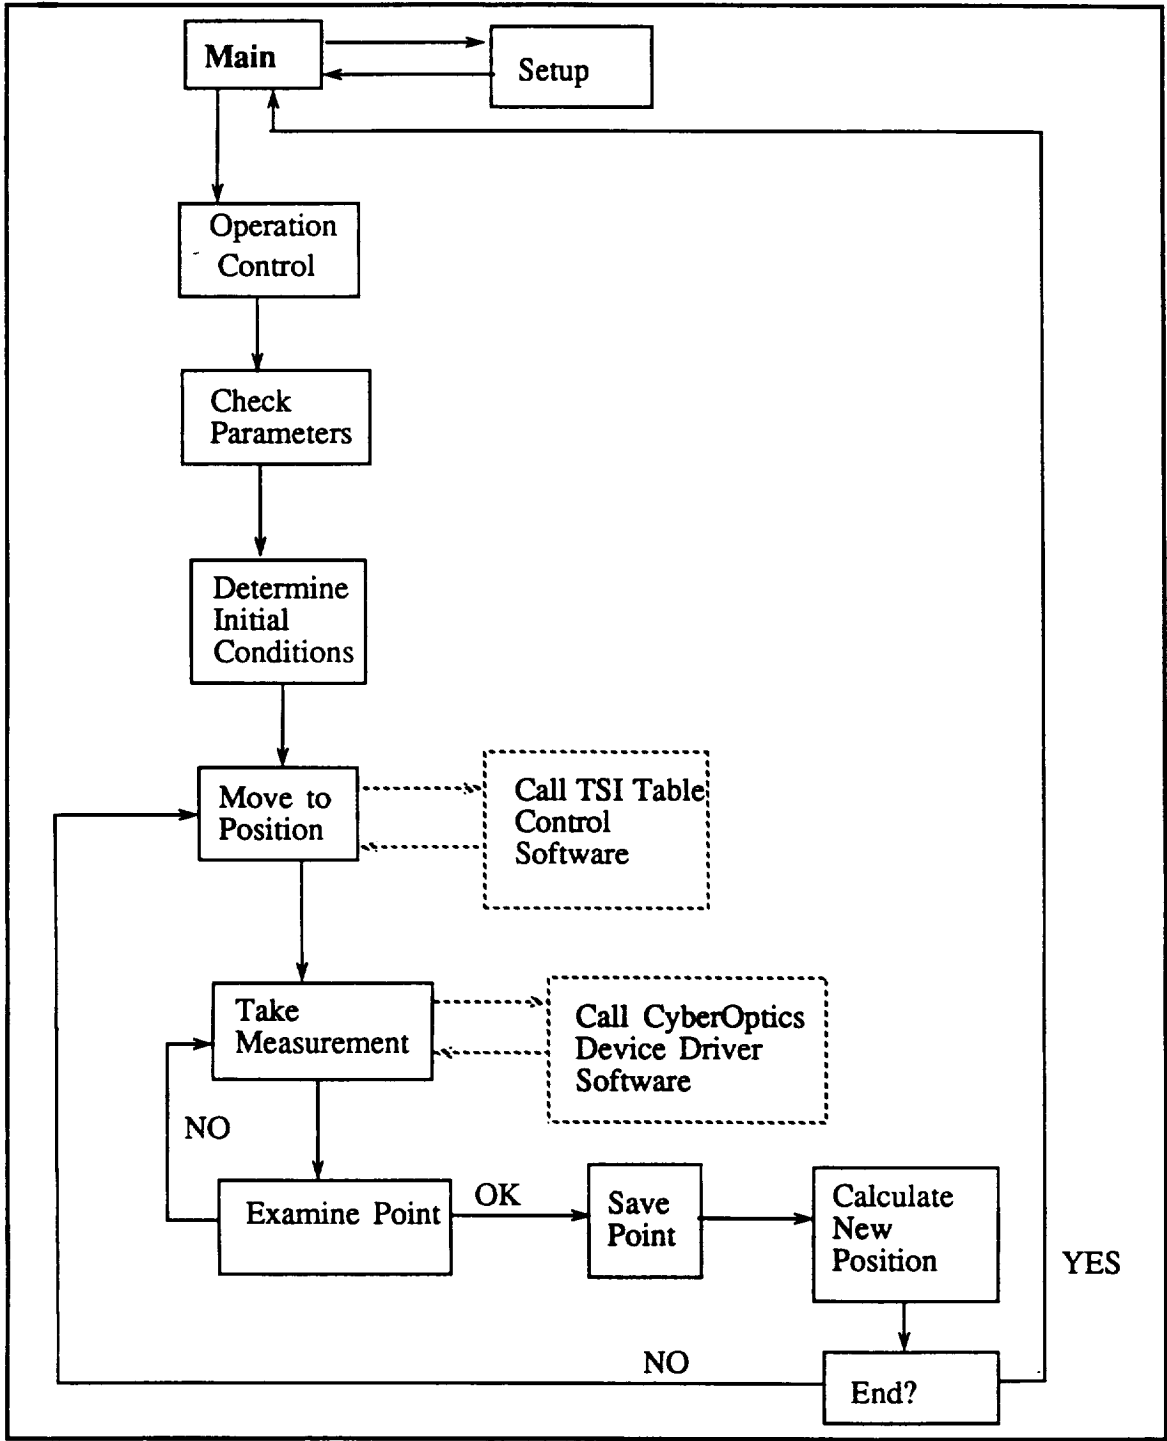 Main
Setup
Operation
Control
Check
Parameters
Determine
Initial
Conditions
Move to
Position
Call TSI Table
Control
Software
Take
Measurement
Call CyberOptics
Device Driver
Software
NO
Examine Point
OK
Save
Point
Calculate
New
Position
YES
NO
End?